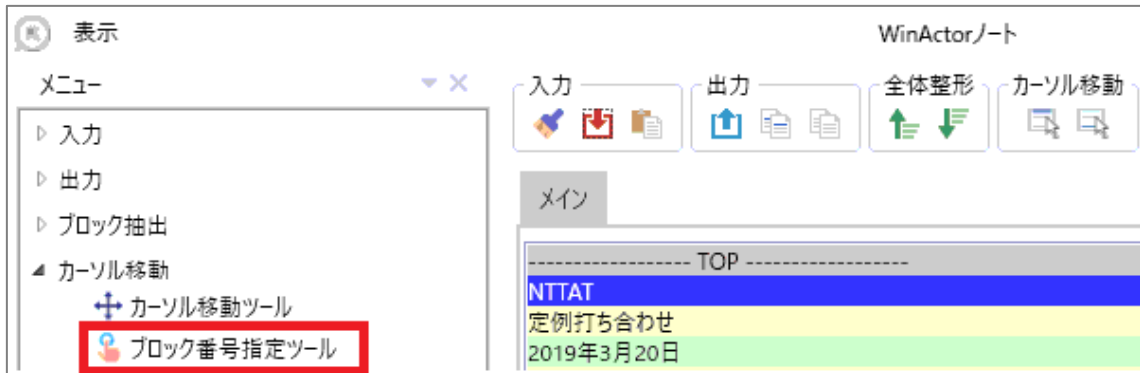 表示
WinActorノート
メニュー
入力
出力
ブロック抽出
カーソル移動
カーソル移動ツール
ブロック番号指定ツール
入力 出力 全体整形 カーソル移動
メイン
------------------ TOP ------------------
NTTAT
定例打ち合わせ
2019年3月20日